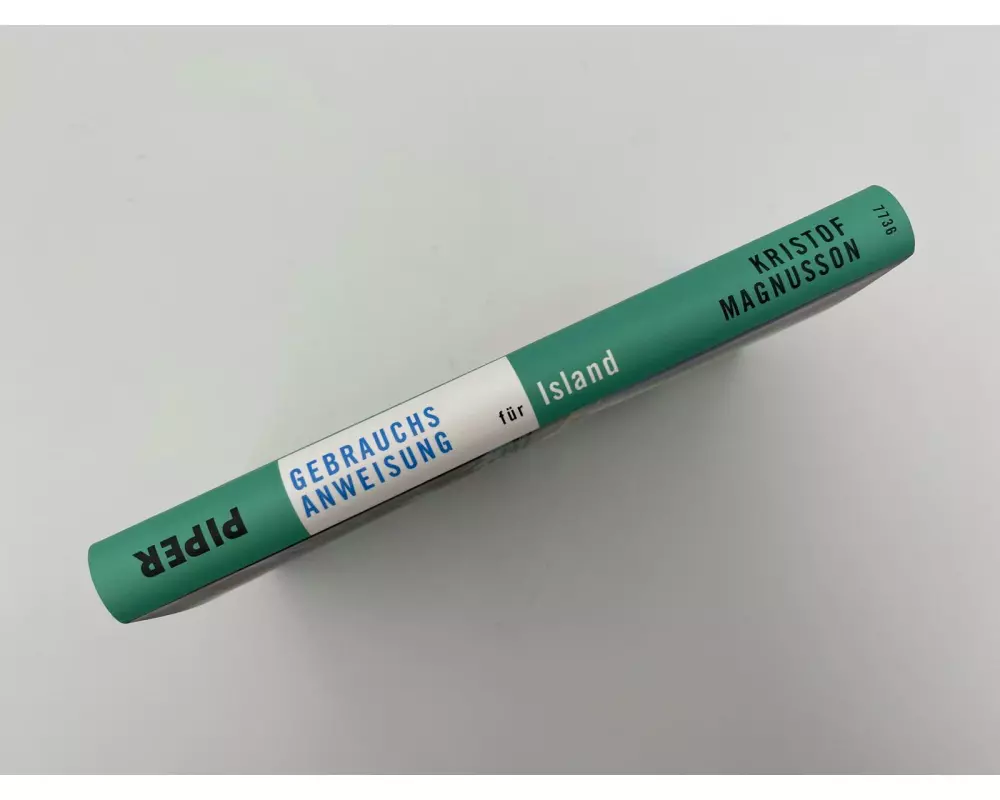 PIPER
GEBRAUCHS
ANWEISUNG
für Island
KRISTOF
MAGNUSSON
7736